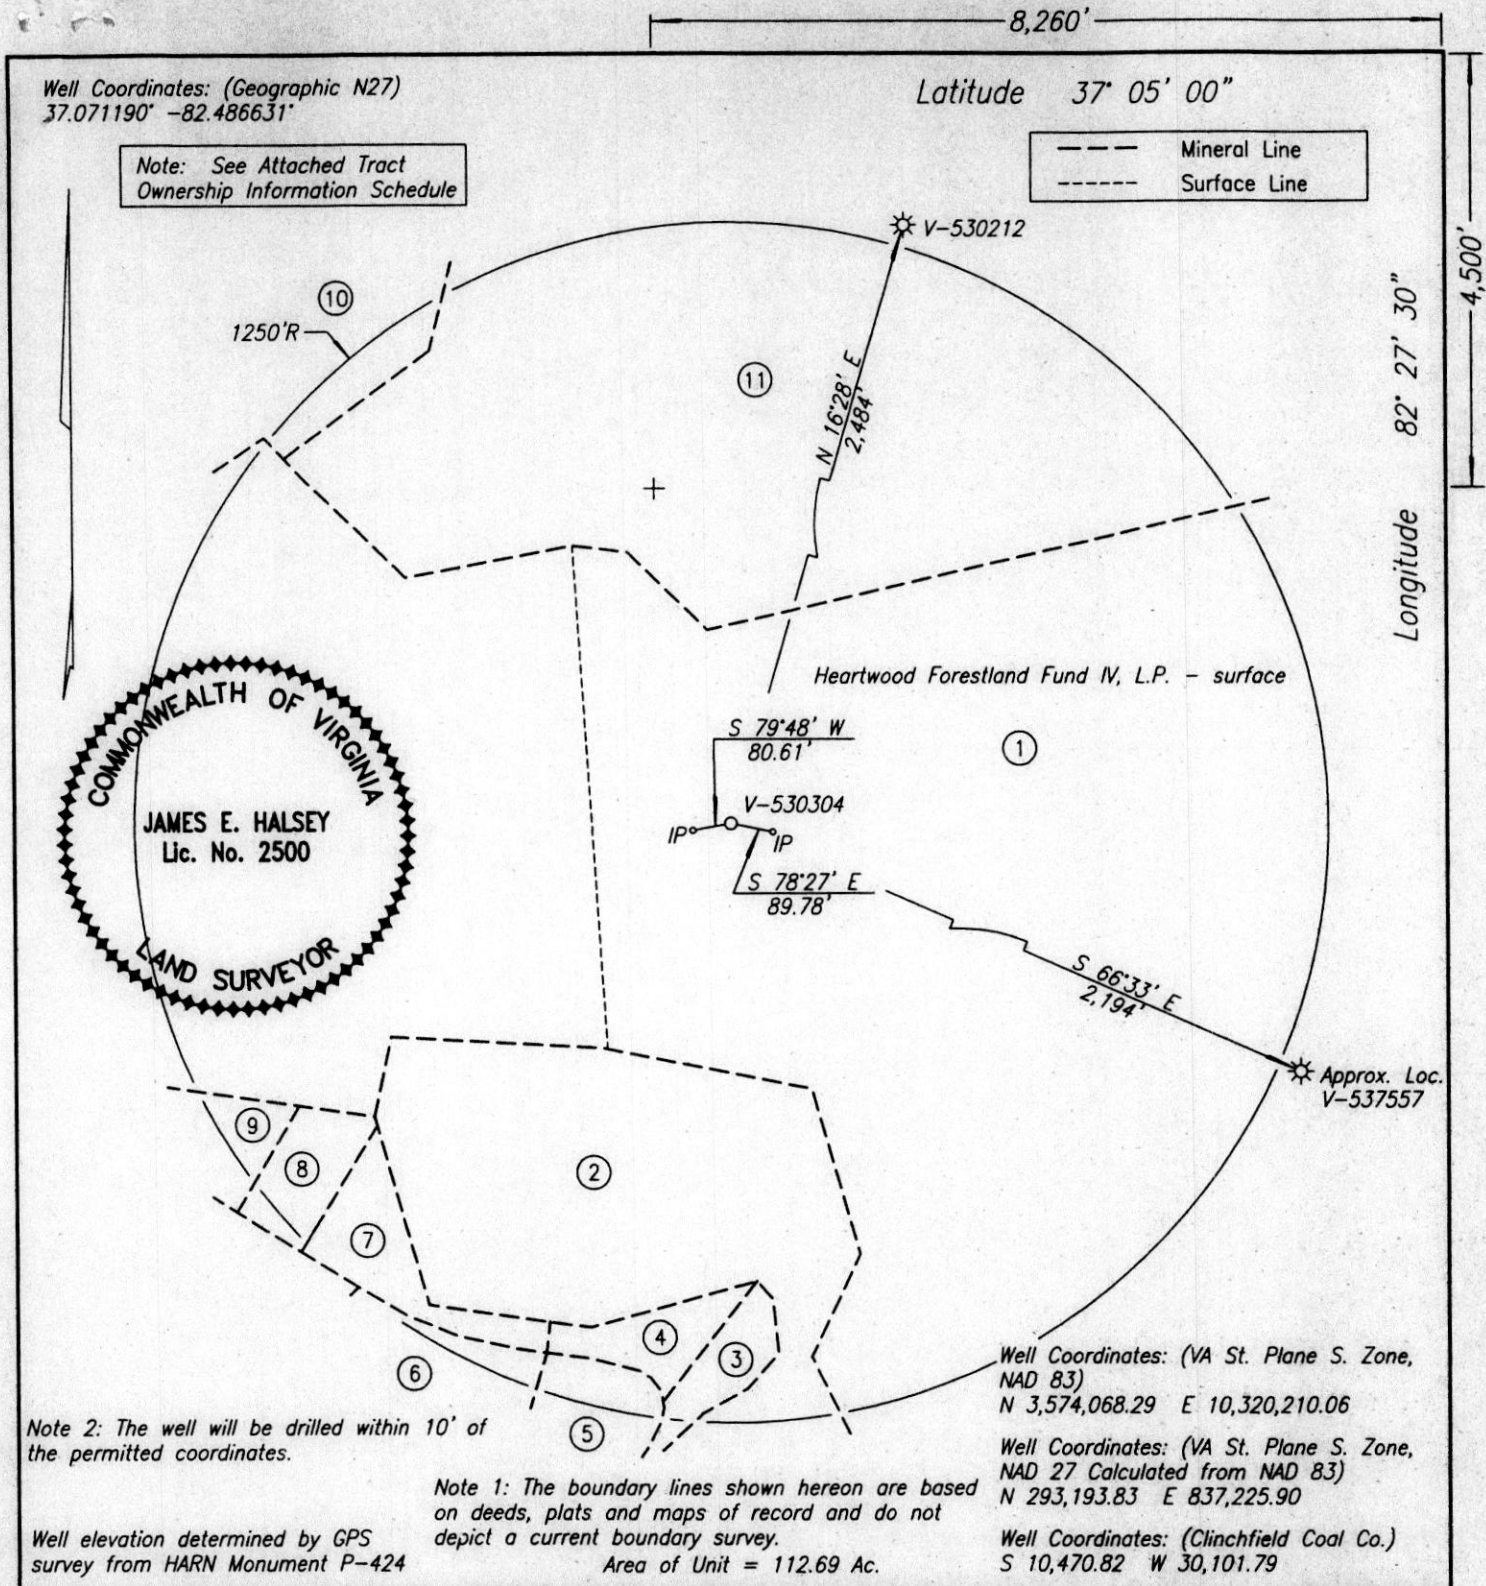 8,260'
Well Coordinates: (Geographic N27)
37.071190° -82.486631°
Latitude 37° 05' 00"
Note: See Attached Tract
Ownership Information Schedule
Mineral Line
Surface Line
4,500'
Longitude 82° 27' 30"
V-530212
10
1250'R
11
N 16°28' E
2,484'
Heartwood Forestland Fund IV, L.P. - surface
1
S 79°48' W
80.61'
V-530304
IP
IP
S 78°27' E
89.78'
COMMONWEALTH OF VIRGINIA
JAMES E. HALSEY
Lic. No. 2500
LAND SURVEYOR
S 66°33' E
2,194'
Approx. Loc.
V-537557
9
8
2
7
4
3
6
5
Well Coordinates: (VA St. Plane S. Zone,
NAD 83)
N 3,574,068.29 E 10,320,210.06
Note 2: The well will be drilled within 10' of
the permitted coordinates.
Well Coordinates: (VA St. Plane S. Zone,
NAD 27 Calculated from NAD 83)
N 293,193.83 E 837,225.90
Note 1: The boundary lines shown hereon are based
on deeds, plats and maps of record and do not
depict a current boundary survey.
Well elevation determined by GPS
survey from HARN Monument P-424
Area of Unit = 112.69 Ac.
Well Coordinates: (Clinchfield Coal Co.)
S 10,470.82 W 30,101.79